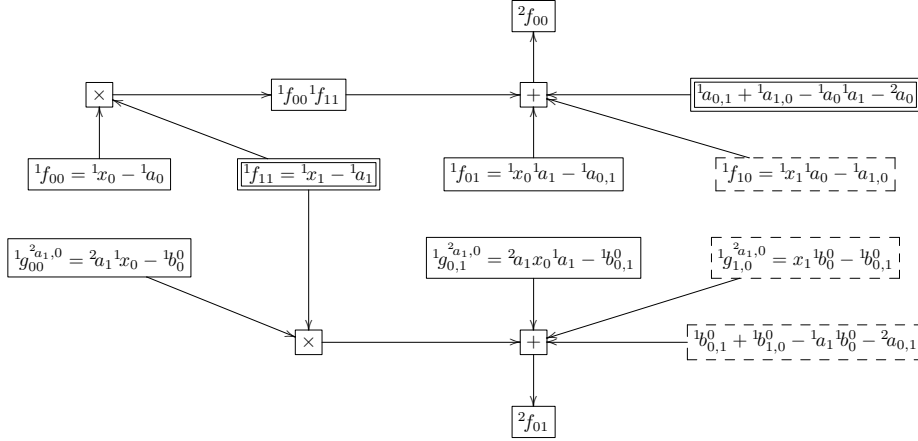 ²f₀₀
× ¹f₀₀¹f₁₁ + ¹a₀,₁ + ¹a₁,₀ − ¹a₀¹a₁ − ²a₀
¹f₀₀ = ¹x₀ − ¹a₀ ¹f₁₁ = ¹x₁ − ¹a₁ ¹f₀₁ = ¹x₀¹a₁ − ¹a₀,₁ ¹f₁₀ = ¹x₁¹a₀ − ¹a₁,₀
¹g₀₀^{²a₁,0} = ²a₁¹x₀ − ¹b₀⁰ ¹g₀,₁^{²a₁,0} = ²a₁x₀¹a₁ − ¹b₀,₁⁰ ¹g₁,₀^{²a₁,0} = x₁¹b₀⁰ − ¹b₀,₁⁰
× + ¹b₀,₁⁰ + ¹b₁,₀⁰ − ¹a₁¹b₀⁰ − ²a₀,₁
²f₀₁